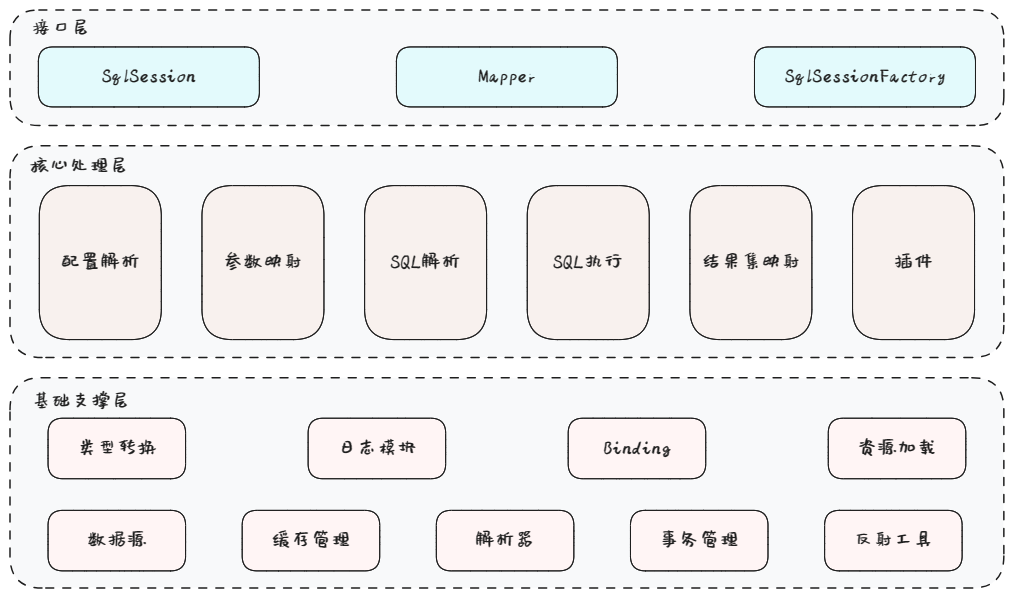 接口层
SqlSession
Mapper
SqlSessionFactory
核心处理层
配置解析
参数映射
SQL解析
SQL执行
结果集映射
插件
基础支撑层
类型转换
日志模块
Binding
资源加载
数据源
缓存管理
解析器
事务管理
反射工具